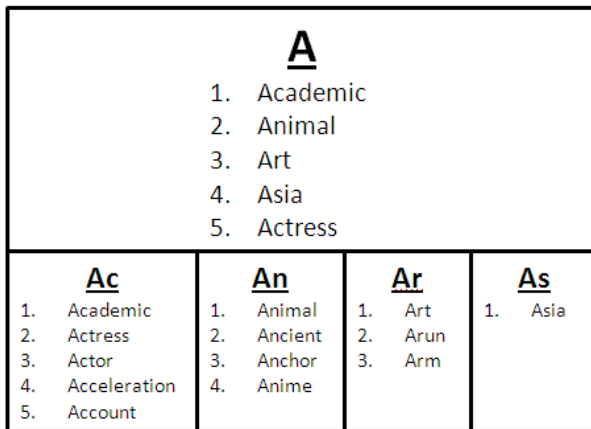 A
1. Academic
2. Animal
3. Art
4. Asia
5. Actress
Ac
1. Academic
2. Actress
3. Actor
4. Acceleration
5. Account
An
1. Animal
2. Ancient
3. Anchor
4. Anime
Ar
1. Art
2. Arun
3. Arm
As
1. Asia